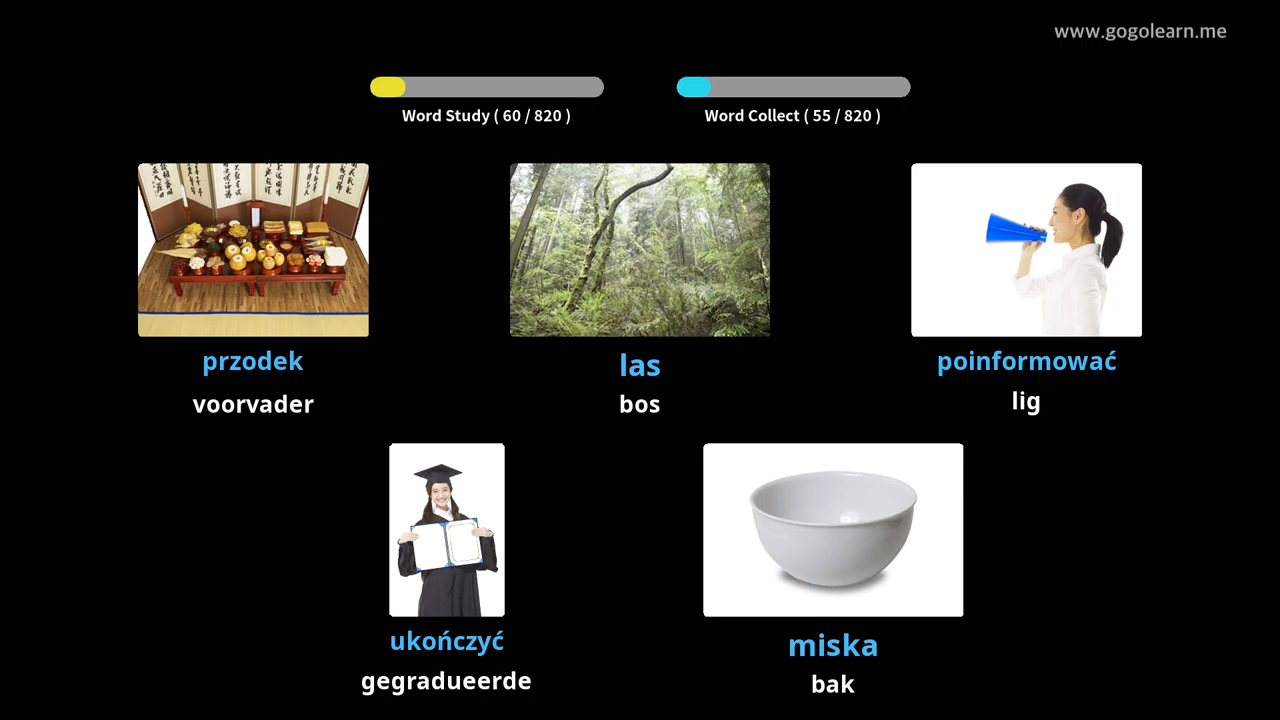 www.gogolearn.me
Word Study ( 60 / 820 )
Word Collect ( 55 / 820 )
przodek
voorvader
las
bos
poinformować
lig
ukończyć
gegradueerde
miska
bak